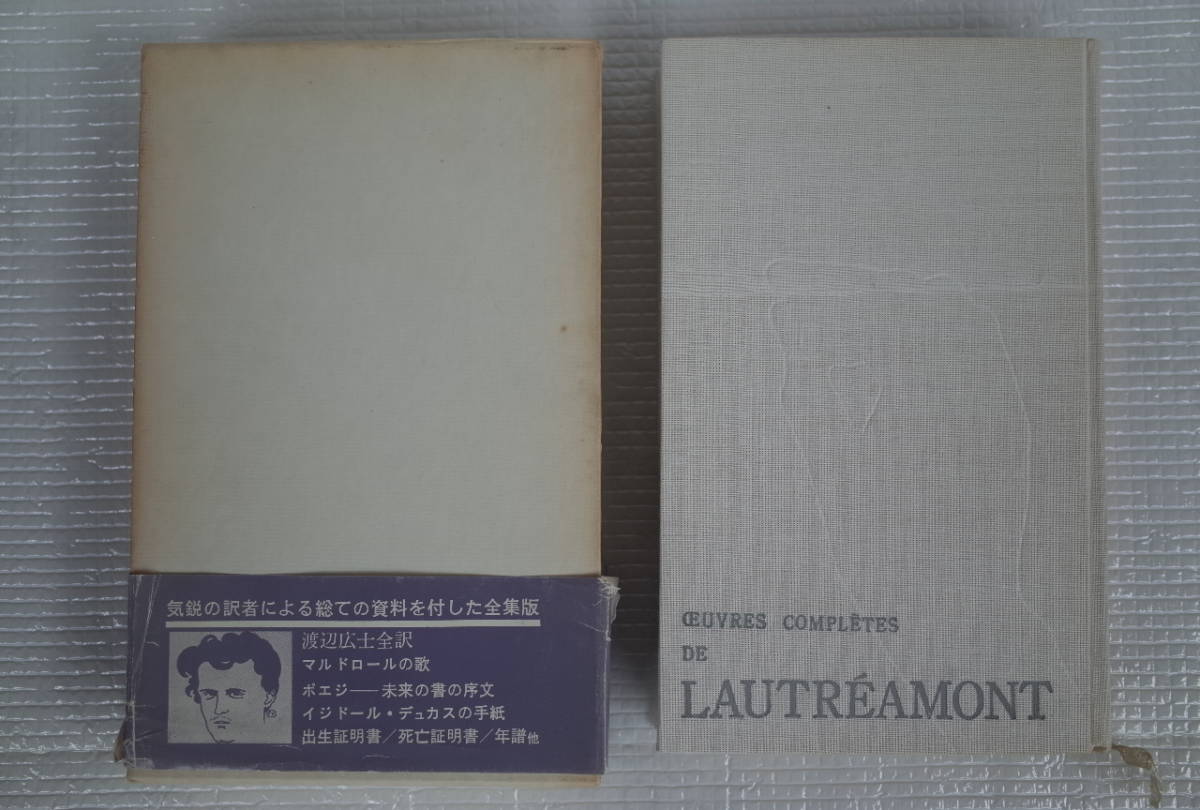 気鋭の訳者による総ての資料を付した全集版
渡辺広士全訳
マルドロールの歌
ポエジー──未来の書の序文
イジドール・デュカスの手紙
出生証明書／死亡証明書／年譜他
ŒUVRES COMPLÈTES
DE
LAUTRÉAMONT